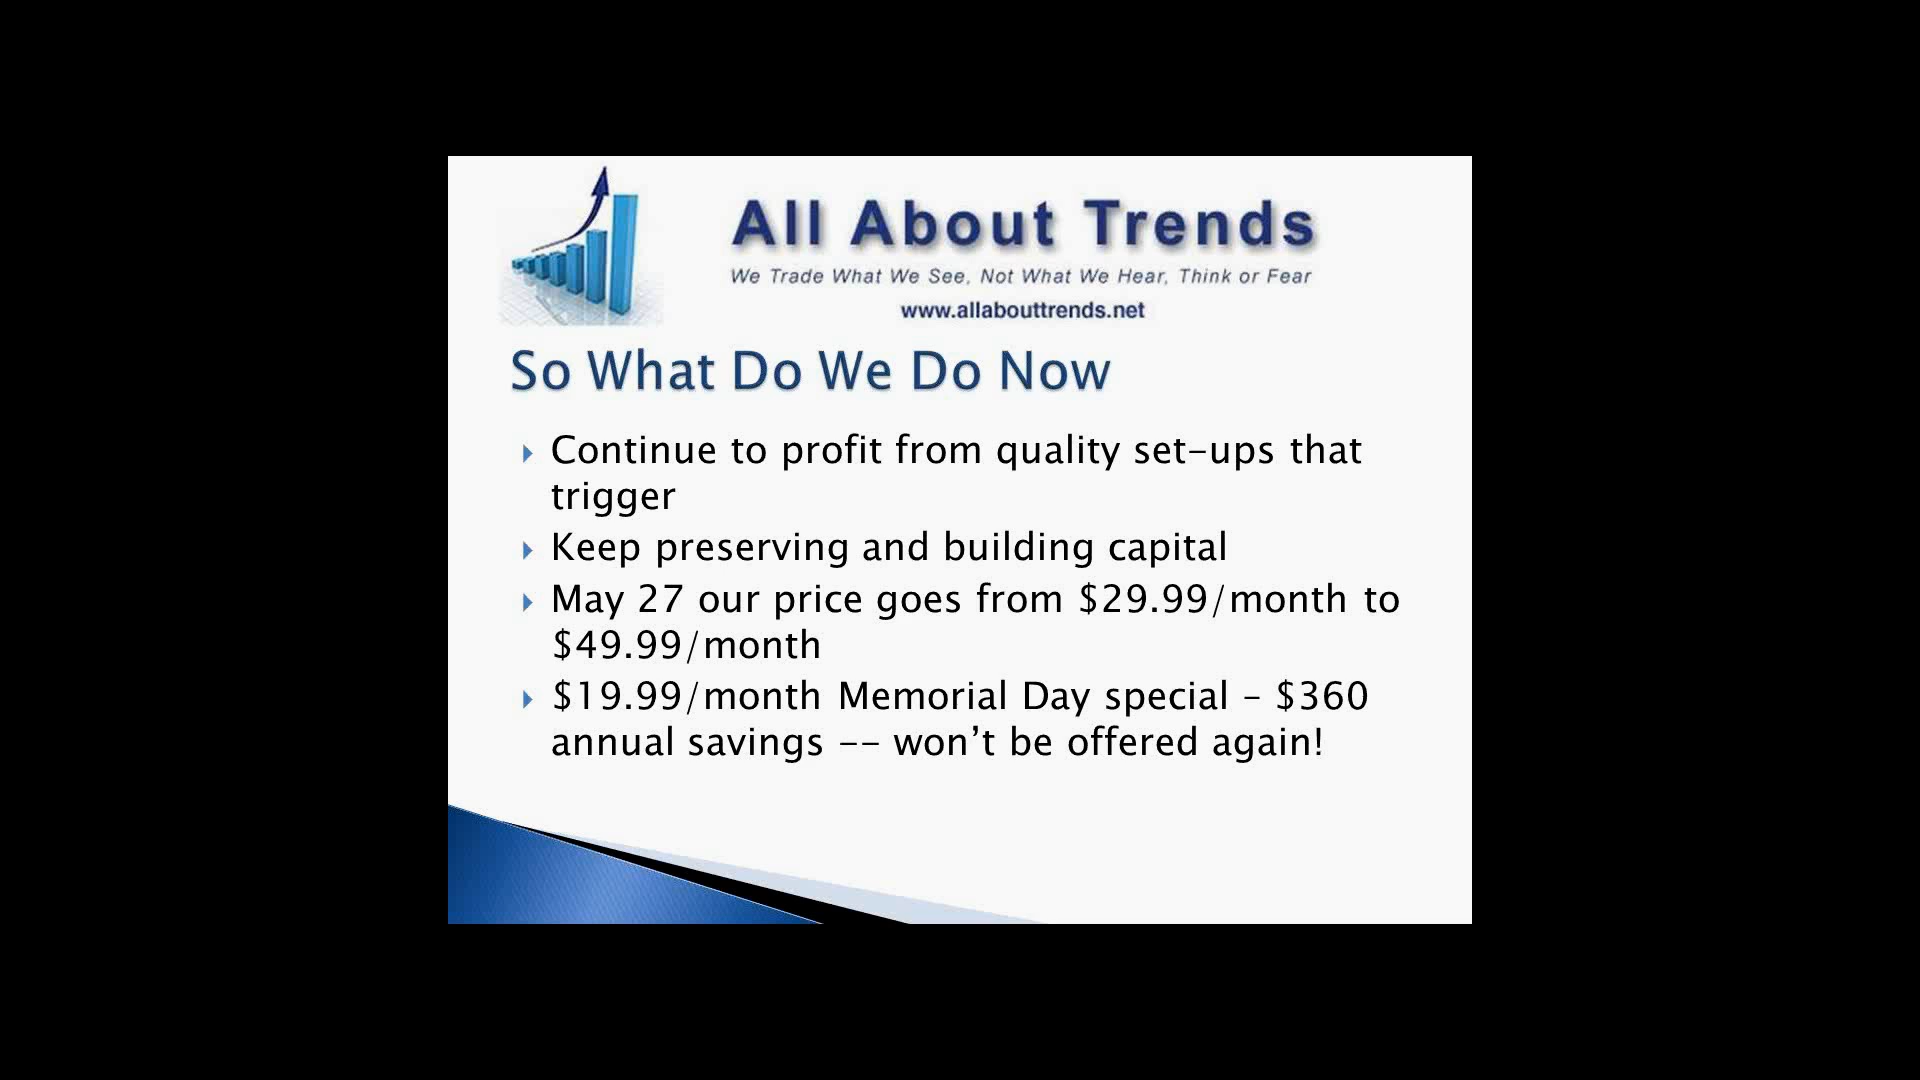 All About Trends
We Trade What We See, Not What We Hear, Think or Fear
www.allabouttrends.net
So What Do We Do Now
Continue to profit from quality set-ups that
trigger
Keep preserving and building capital
May 27 our price goes from $29.99/month to
$49.99/month
$19.99/month Memorial Day special – $360
annual savings -- won’t be offered again!